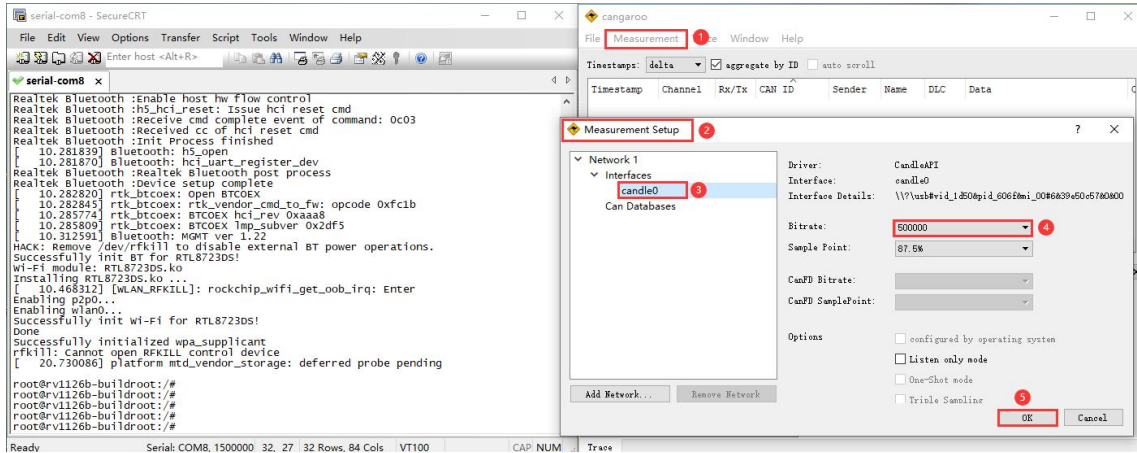 serial-com8 - SecureCRT
File Edit View Options Transfer Script Tools Window Help
Enter host <Alt+R>
serial-com8 x
Realtek Bluetooth :Enable host hw flow control
Realtek Bluetooth :h5_hci_reset: Issue hci reset cmd
Realtek Bluetooth :Receive cmd complete event of command: 0c03
Realtek Bluetooth :Received cc of hci reset cmd
Realtek Bluetooth :Init Process finished
[   10.281839] Bluetooth: h5_open
[   10.281870] Bluetooth: hci_uart_register_dev
Realtek Bluetooth :Realtek Bluetooth post process
Realtek Bluetooth :Device setup complete
[   10.282820] rtk_btcoex: Open BTCOEX
[   10.282845] rtk_btcoex: rtk_vendor_cmd_to_fw: opcode 0xfc1b
[   10.285774] rtk_btcoex: BTCOEX hci_rev 0xaaa8
[   10.285809] rtk_btcoex: BTCOEX lmp_subver 0x2df5
[   10.312591] Bluetooth: MGMT ver 1.22
HACK: Remove /dev/rfkill to disable external BT power operations.
Successfully init BT for RTL8723DS!
Wi-Fi module: RTL8723DS.ko
Installing RTL8723DS.ko ...
[   10.468312] [WLAN_RFKILL]: rockchip_wifi_get_oob_irq: Enter
Enabling p2p0...
Enabling wlan0...
Successfully init Wi-Fi for RTL8723DS!
Done
Successfully initialized wpa_supplicant
rfkill: Cannot open RFKILL control device
[   20.730086] platform mtd_vendor_storage: deferred probe pending
root@rv1126b-buildroot:/#
root@rv1126b-buildroot:/#
root@rv1126b-buildroot:/#
root@rv1126b-buildroot:/#
root@rv1126b-buildroot:/#
Ready Serial: COM8, 1500000 32, 27 32 Rows, 84 Cols VT100 CAP NUM
cangaroo
File Measurement 1 Window Help
Timestamps: delta aggregate by ID auto scroll
Timestamp Channel Rx/Tx CAN ID Sender Name DLC Data
Measurement Setup 2 ? X
Network 1
Interfaces
candle0 3
Can Databases
Add Network... Remove Network
Driver: CandleAPI
Interface: candle0
Interface Details: \\?\usb#vid_1d50&pid_606f&mi_00#6&39e50c57&0&00
Bitrate: 500000 4
Sample Point: 87.5%
CanFD Bitrate:
CanFD SamplePoint:
Options configured by operating system
Listen only mode
One-Shot mode
Triple Sampling 5
OK Cancel
Trace